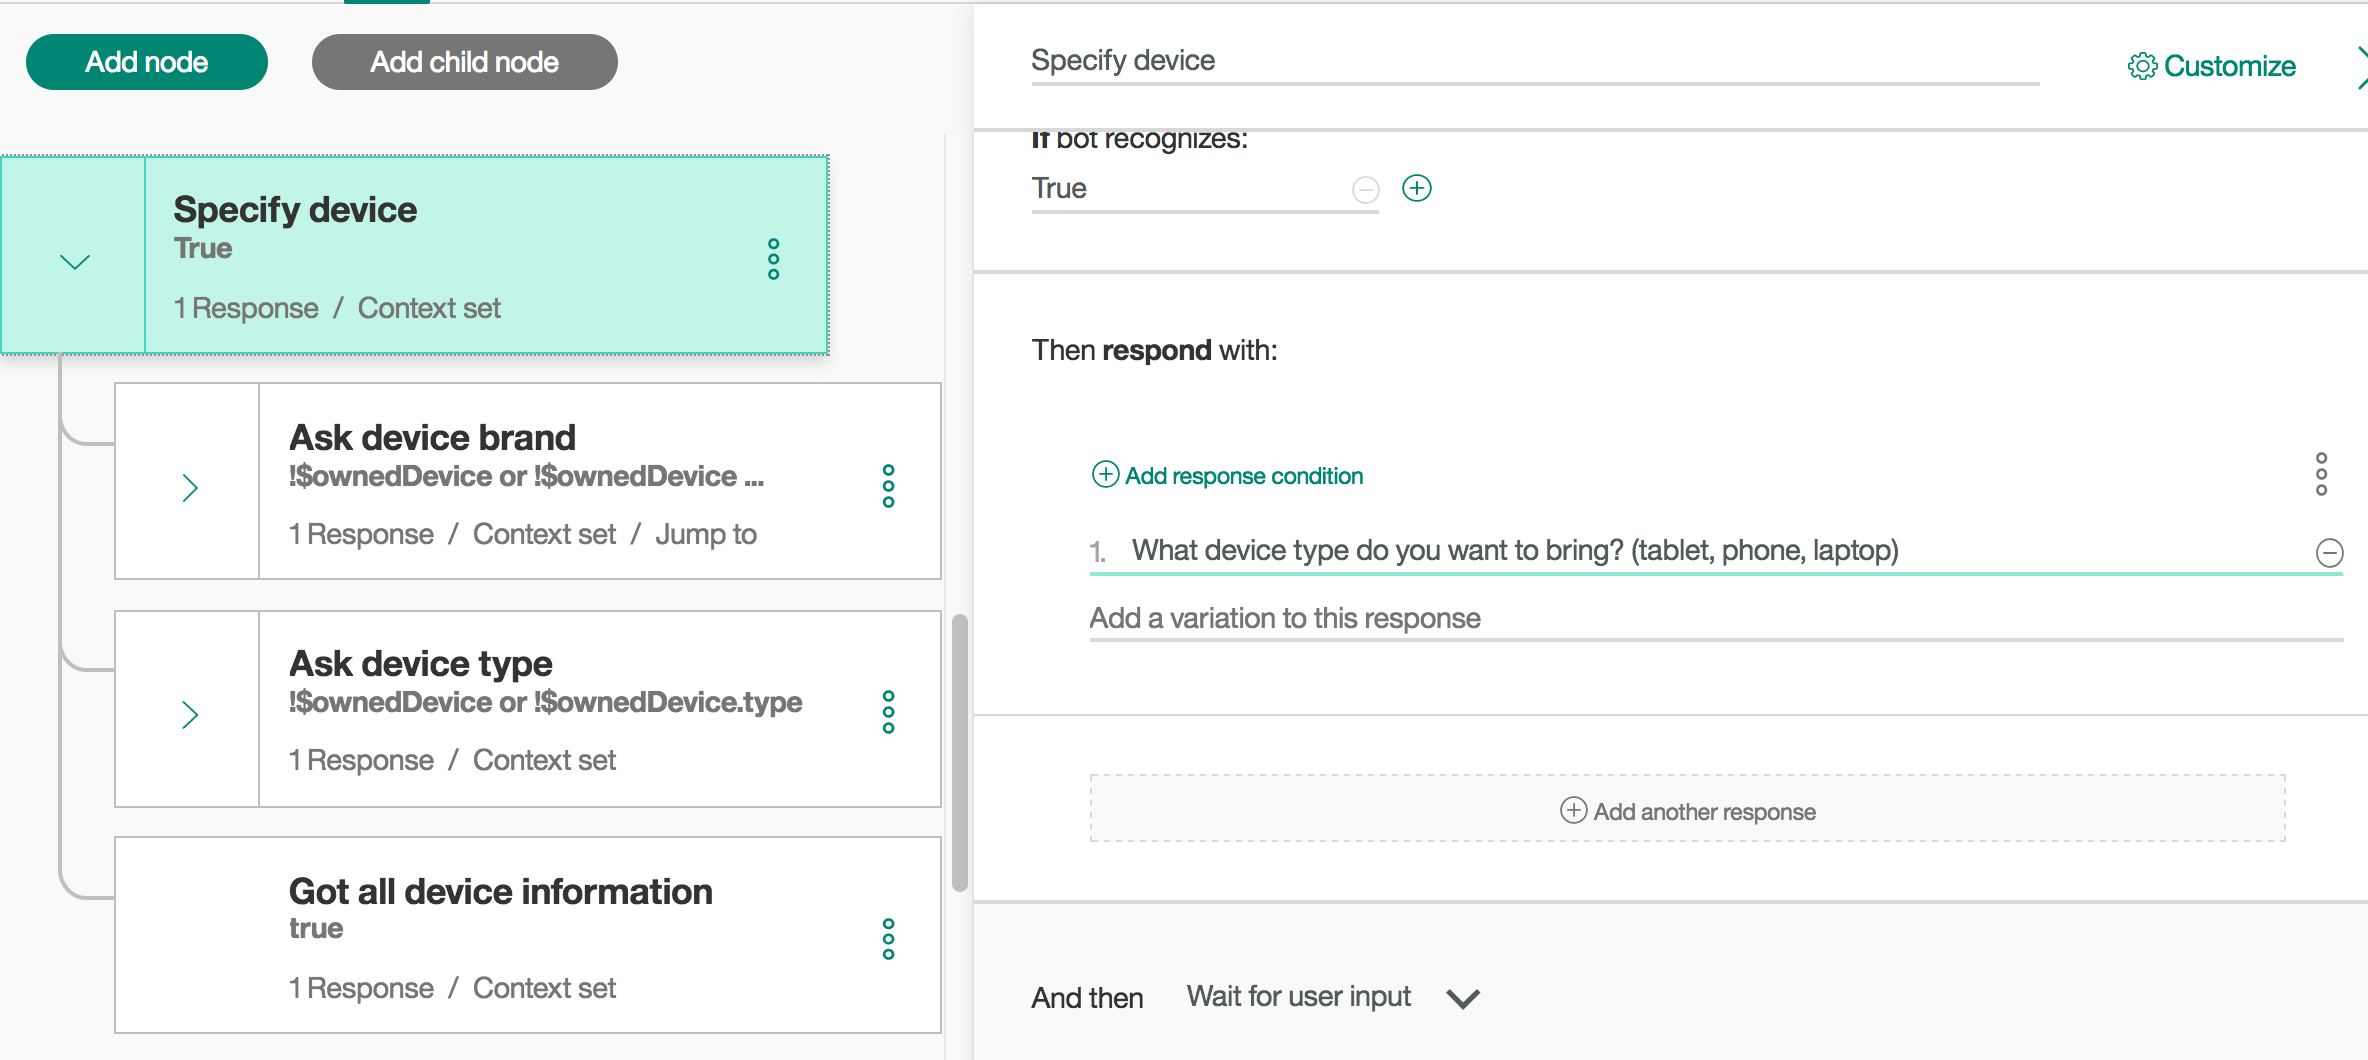 Add node
Add child node
Specify device
True
1 Response / Context set
Ask device brand
!$ownedDevice or !$ownedDevice ...
1 Response / Context set / Jump to
Ask device type
!$ownedDevice or !$ownedDevice.type
1 Response / Context set
Got all device information
true
1 Response / Context set
Specify device
Customize
If bot recognizes:
True
Then respond with:
Add response condition
1. What device type do you want to bring? (tablet, phone, laptop)
Add a variation to this response
Add another response
And then Wait for user input